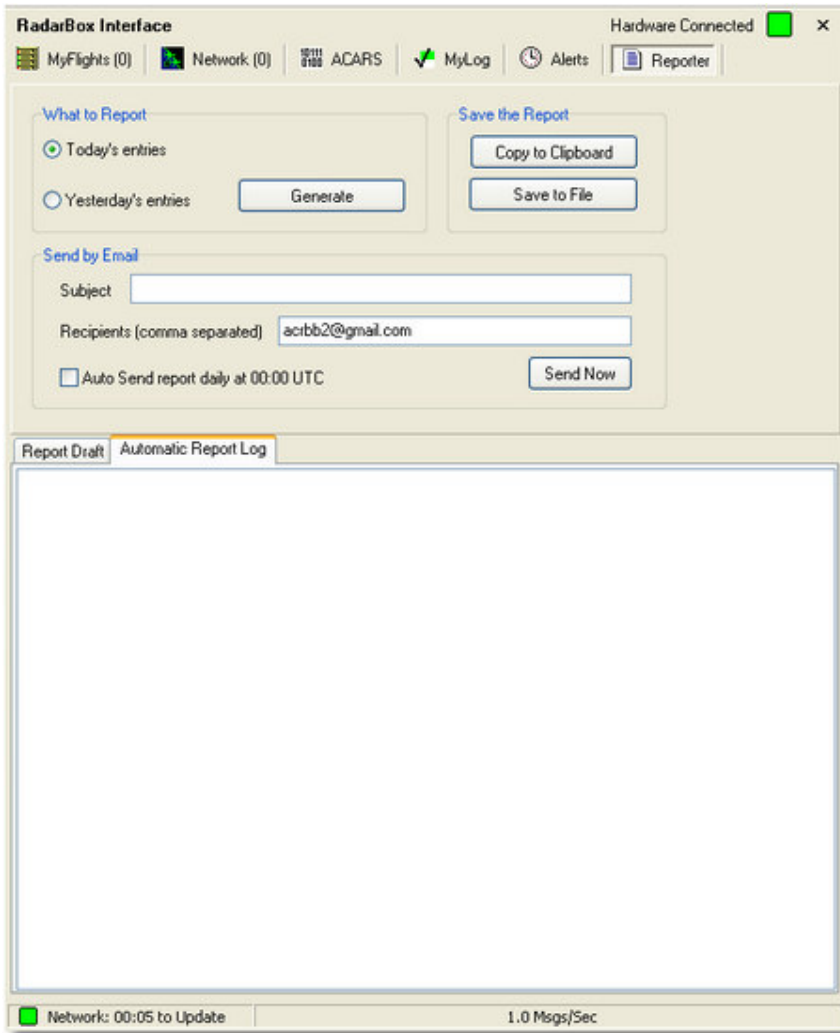 RadarBox Interface Hardware Connected
MyFlights (0) Network (0) ACARS MyLog Alerts Reporter
What to Report
Today's entries
Yesterday's entries
Generate
Save the Report
Copy to Clipboard
Save to File
Send by Email
Subject
Recipients (comma separated) acrbb2@gmail.com
Auto Send report daily at 00:00 UTC
Send Now
Report Draft Automatic Report Log
Network: 00:05 to Update 1.0 Msgs/Sec